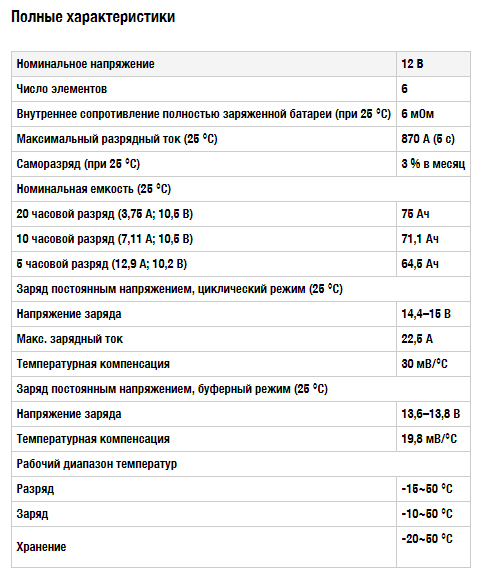 Полные характеристики
Номинальное напряжение 12 В
Число элементов 6
Внутреннее сопротивление полностью заряженной батареи (при 25 °С) 6 мОм
Максимальный разрядный ток (25 °С) 870 А (5 с)
Саморазряд (при 25 °С) 3 % в месяц
Номинальная емкость (25 °С)
20 часовой разряд (3,75 А; 10,5 В) 75 Ач
10 часовой разряд (7,11 А; 10,5 В) 71,1 Ач
5 часовой разряд (12,9 А; 10,2 В) 64,5 Ач
Заряд постоянным напряжением, циклический режим (25 °С)
Напряжение заряда 14,4–15 В
Макс. зарядный ток 22,5 А
Температурная компенсация 30 мВ/°С
Заряд постоянным напряжением, буферный режим (25 °С)
Напряжение заряда 13,6–13,8 В
Температурная компенсация 19,8 мВ/°С
Рабочий диапазон температур
Разряд -15~50 °С
Заряд -10~50 °С
Хранение -20~50 °С